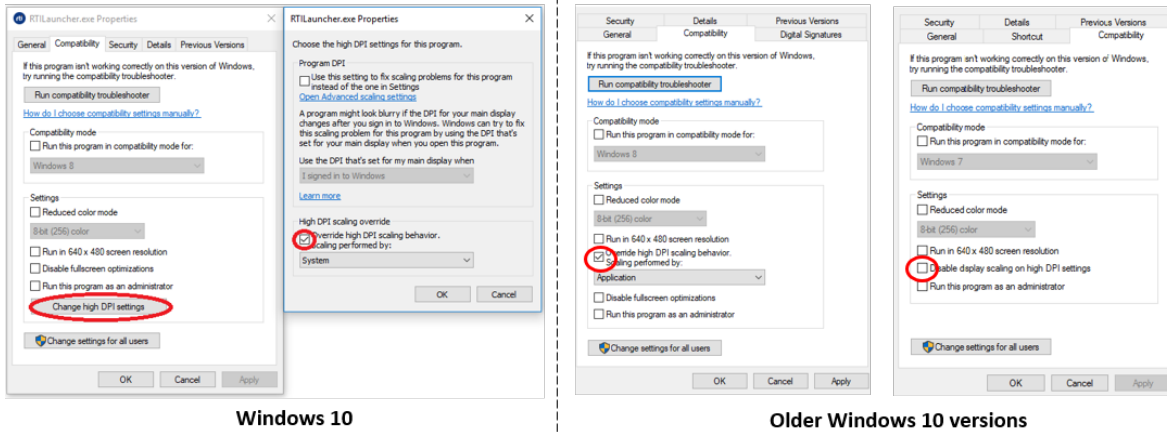 RTILauncher.exe Properties
General Compatibility Security Details Previous Versions
If this program isn't working correctly on this version of Windows,
try running the compatibility troubleshooter.
Run compatibility troubleshooter
How do I choose compatibility settings manually?
Compatibility mode
Run this program in compatibility mode for:
Windows 8
Settings
Reduced color mode
8-bit (256) color
Run in 640 x 480 screen resolution
Disable fullscreen optimizations
Run this program as an administrator
Change high DPI settings
Change settings for all users
OK Cancel Apply
RTILauncher.exe Properties
Choose the high DPI settings for this program.
Program DPI
Use this setting to fix scaling problems for this program
instead of the one in Settings
Open Advanced scaling settings
A program might look blurry if the DPI for your main display
changes after you sign in to Windows. Windows can try to fix
this scaling problem for this program by using the DPI that's
set for your main display when you open this program.
Use the DPI that's set for my main display when
I signed in to Windows
Learn more
High DPI scaling override
Override high DPI scaling behavior.
Scaling performed by:
System
OK Cancel
Windows 10
Security Details Previous Versions
General Compatibility Digital Signatures
If this program isn't working correctly on this version of Windows,
try running the compatibility troubleshooter.
Run compatibility troubleshooter
How do I choose compatibility settings manually?
Compatibility mode
Run this program in compatibility mode for:
Windows 8
Settings
Reduced color mode
8-bit (256) color
Run in 640 x 480 screen resolution
Override high DPI scaling behavior.
Scaling performed by:
Application
Disable fullscreen optimizations
Run this program as an administrator
Change settings for all users
OK Cancel Apply
Security Details Previous Versions
General Shortcut Compatibility
If this program isn't working correctly on this version of Windows,
try running the compatibility troubleshooter.
Run compatibility troubleshooter
How do I choose compatibility settings manually?
Compatibility mode
Run this program in compatibility mode for:
Windows 7
Settings
Reduced color mode
8-bit (256) color
Run in 640 x 480 screen resolution
Disable display scaling on high DPI settings
Run this program as an administrator
Change settings for all users
OK Cancel Apply
Older Windows 10 versions